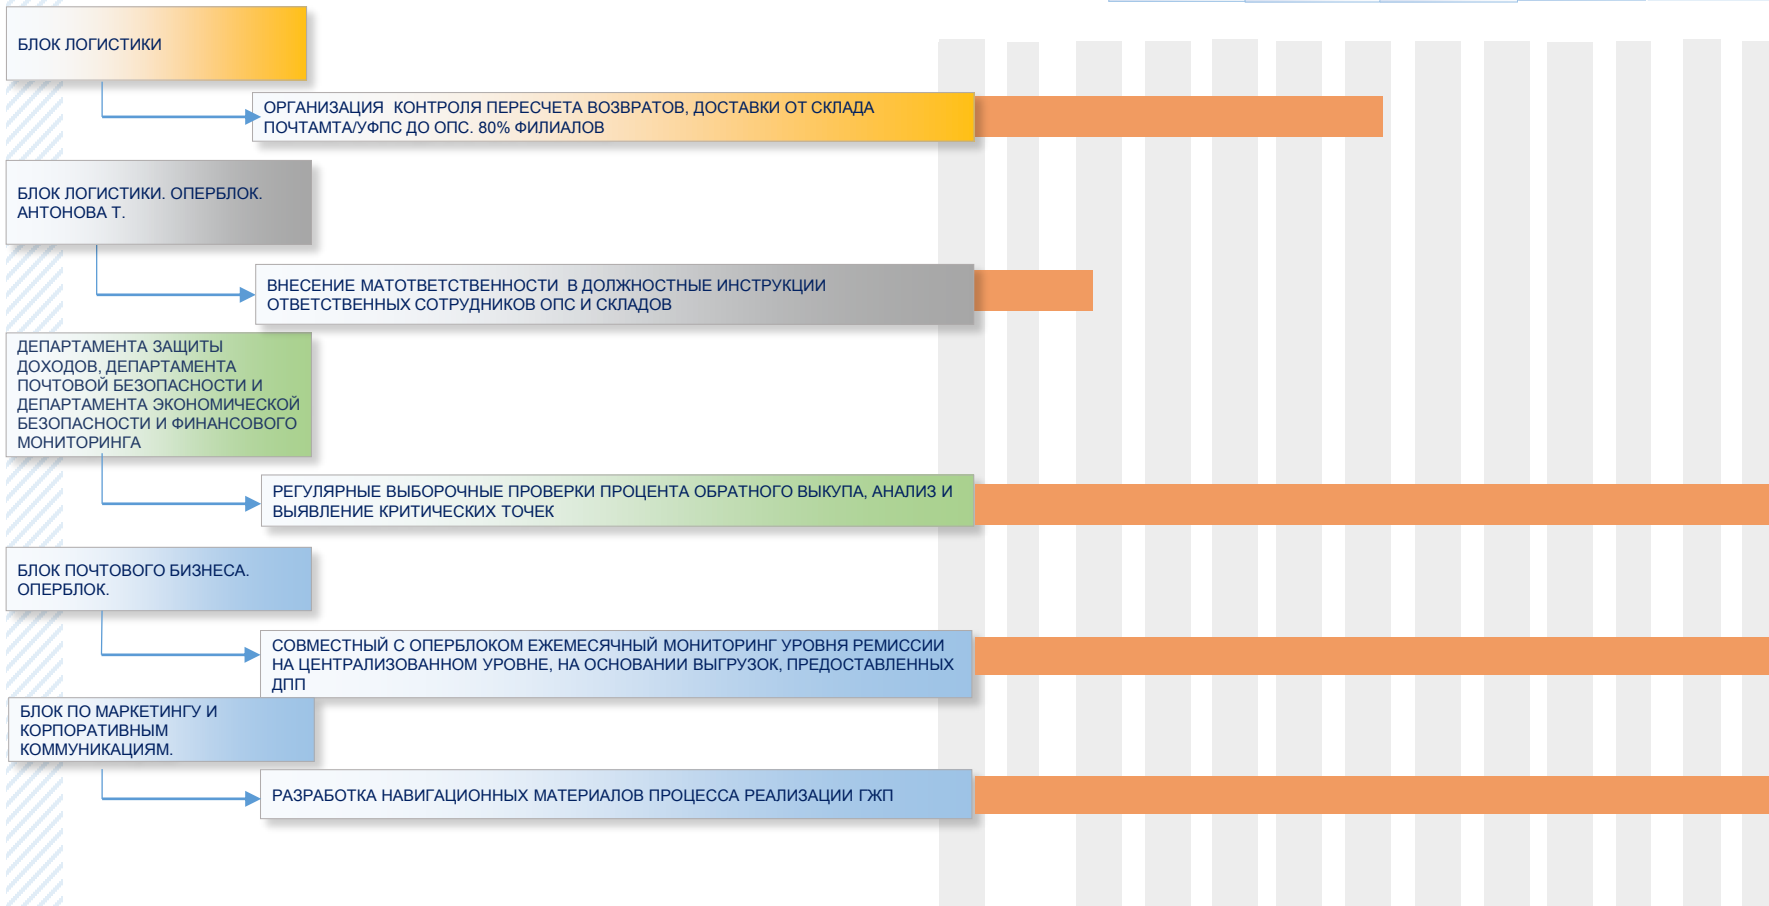 БЛОК ЛОГИСТИКИ
ОРГАНИЗАЦИЯ КОНТРОЛЯ ПЕРЕСЧЕТА ВОЗВРАТОВ, ДОСТАВКИ ОТ СКЛАДА
ПОЧТАМТА/УФПС ДО ОПС. 80% ФИЛИАЛОВ
БЛОК ЛОГИСТИКИ. ОПЕРБЛОК.
АНТОНОВА Т.
ВНЕСЕНИЕ МАТОТВЕТСТВЕННОСТИ В ДОЛЖНОСТНЫЕ ИНСТРУКЦИИ
ОТВЕТСТВЕННЫХ СОТРУДНИКОВ ОПС И СКЛАДОВ
ДЕПАРТАМЕНТА ЗАЩИТЫ
ДОХОДОВ, ДЕПАРТАМЕНТА
ПОЧТОВОЙ БЕЗОПАСНОСТИ И
ДЕПАРТАМЕНТА ЭКОНОМИЧЕСКОЙ
БЕЗОПАСНОСТИ И ФИНАНСОВОГО
МОНИТОРИНГА
РЕГУЛЯРНЫЕ ВЫБОРОЧНЫЕ ПРОВЕРКИ ПРОЦЕНТА ОБРАТНОГО ВЫКУПА, АНАЛИЗ И
ВЫЯВЛЕНИЕ КРИТИЧЕСКИХ ТОЧЕК
БЛОК ПОЧТОВОГО БИЗНЕСА.
ОПЕРБЛОК.
СОВМЕСТНЫЙ С ОПЕРБЛОКОМ ЕЖЕМЕСЯЧНЫЙ МОНИТОРИНГ УРОВНЯ РЕМИССИИ
НА ЦЕНТРАЛИЗОВАННОМ УРОВНЕ, НА ОСНОВАНИИ ВЫГРУЗОК, ПРЕДОСТАВЛЕННЫХ
ДПП
БЛОК ПО МАРКЕТИНГУ И
КОРПОРАТИВНЫМ
КОММУНИКАЦИЯМ.
РАЗРАБОТКА НАВИГАЦИОННЫХ МАТЕРИАЛОВ ПРОЦЕССА РЕАЛИЗАЦИИ ГЖП